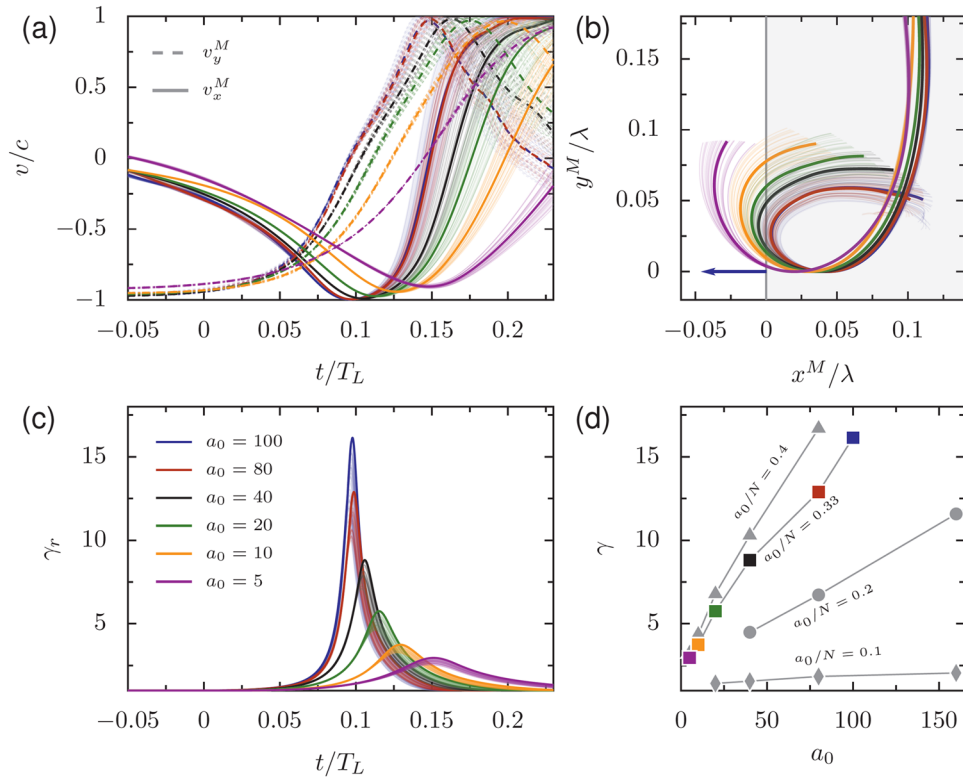 (a)
v/c
1
0.5
0
−0.5
−1
v_y^M
v_x^M
−0.05 0 0.05 0.1 0.15 0.2
t/T_L
(b)
y^M/λ
0.15
0.1
0.05
0
−0.05 0 0.05 0.1
x^M/λ
(c)
γ_r
15
10
5
a_0 = 100
a_0 = 80
a_0 = 40
a_0 = 20
a_0 = 10
a_0 = 5
−0.05 0 0.05 0.1 0.15 0.2
t/T_L
(d)
γ
15
10
5
a_0/N = 0.4
a_0/N = 0.33
a_0/N = 0.2
a_0/N = 0.1
0 50 100 150
a_0